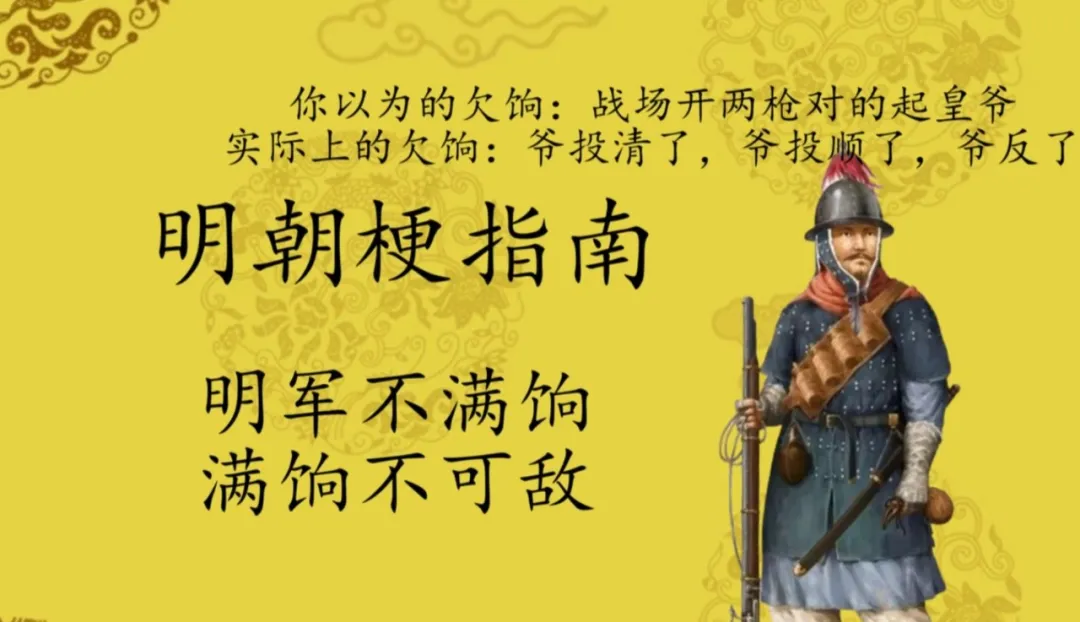 你以为的欠饷：战场开两枪对的起皇爷
实际上的欠饷：爷投清了，爷投顺了，爷反了
明朝梗指南
明军不满饷
满饷不可敌